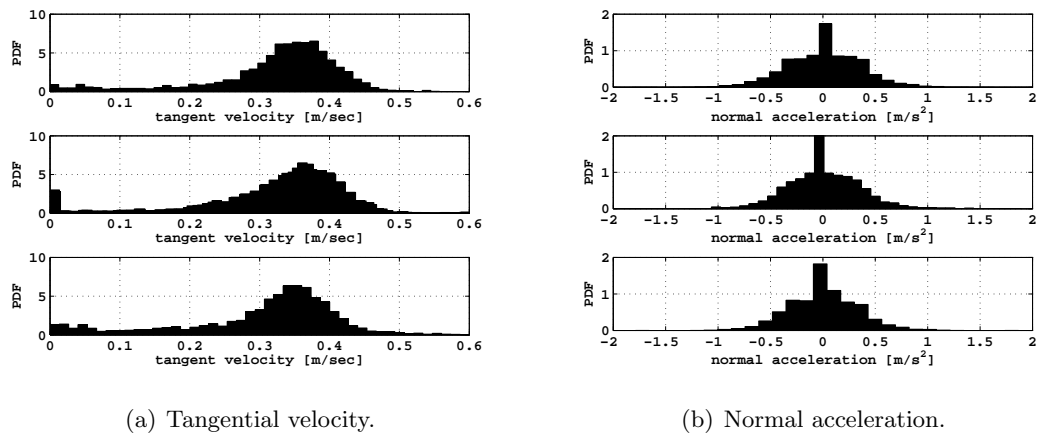 10
5
0
PDF
0 0.1 0.2 0.3 0.4 0.5 0.6
tangent velocity [m/sec]
10
5
0
PDF
0 0.1 0.2 0.3 0.4 0.5 0.6
tangent velocity [m/sec]
10
5
0
PDF
0 0.1 0.2 0.3 0.4 0.5 0.6
tangent velocity [m/sec]
(a) Tangential velocity.
2
1
0
PDF
-2 -1.5 -1 -0.5 0 0.5 1 1.5 2
normal acceleration [m/s²]
2
1
0
PDF
-2 -1.5 -1 -0.5 0 0.5 1 1.5 2
normal acceleration [m/s²]
2
1
0
PDF
-2 -1.5 -1 -0.5 0 0.5 1 1.5 2
normal acceleration [m/s²]
(b) Normal acceleration.